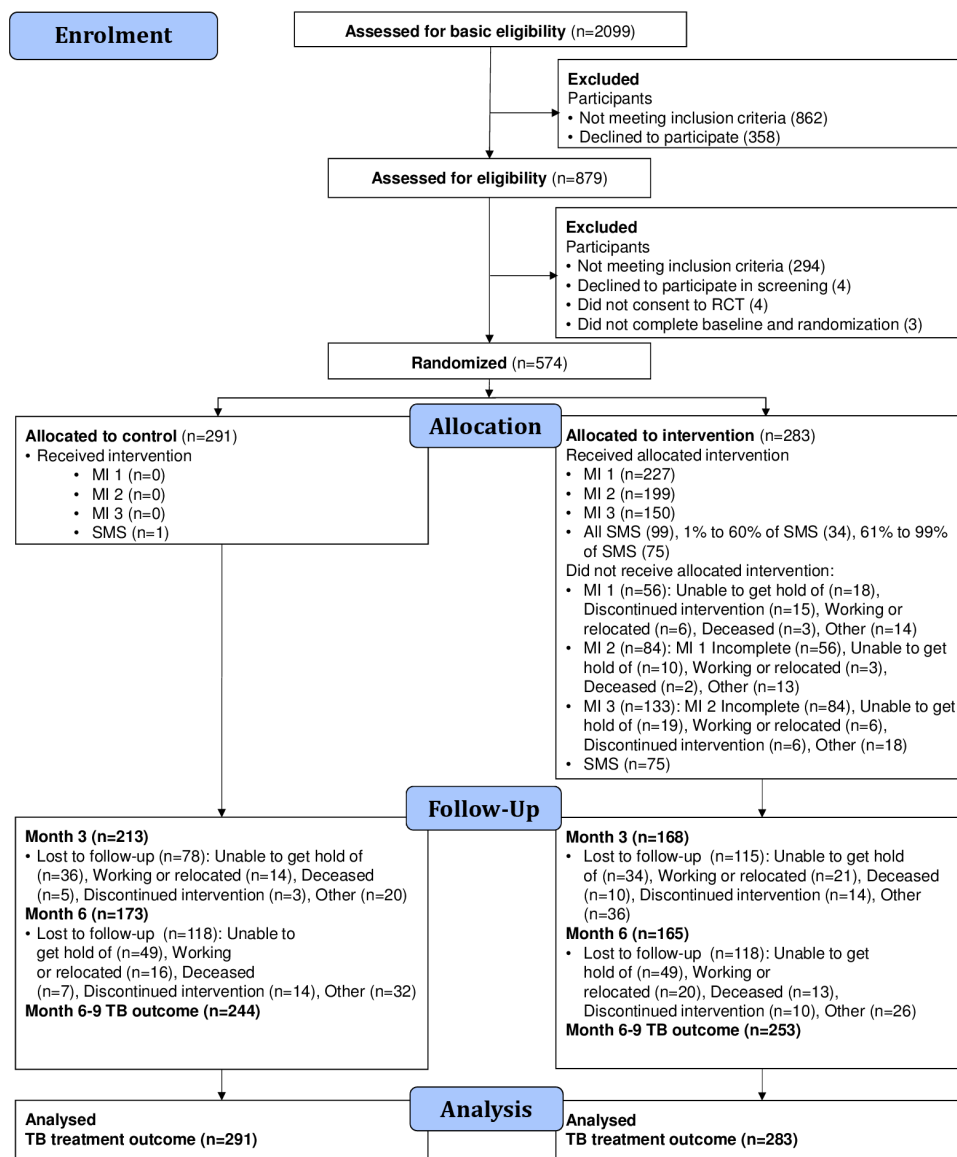 Enrolment
Assessed for basic eligibility (n=2099)
Excluded
Participants
• Not meeting inclusion criteria (862)
• Declined to participate (358)
Assessed for eligibility (n=879)
Excluded
Participants
• Not meeting inclusion criteria (294)
• Declined to participate in screening (4)
• Did not consent to RCT (4)
• Did not complete baseline and randomization (3)
Randomized (n=574)
Allocation
Allocated to control (n=291)
• Received intervention
• MI 1 (n=0)
• MI 2 (n=0)
• MI 3 (n=0)
• SMS (n=1)
Allocated to intervention (n=283)
Received allocated intervention
• MI 1 (n=227)
• MI 2 (n=199)
• MI 3 (n=150)
• All SMS (99), 1% to 60% of SMS (34), 61% to 99%
of SMS (75)
Did not receive allocated intervention:
• MI 1 (n=56): Unable to get hold of (n=18),
Discontinued intervention (n=15), Working or
relocated (n=6), Deceased (n=3), Other (n=14)
• MI 2 (n=84): MI 1 Incomplete (n=56), Unable to get
hold of (n=10), Working or relocated (n=3),
Deceased (n=2), Other (n=13)
• MI 3 (n=133): MI 2 Incomplete (n=84), Unable to get
hold of (n=19), Working or relocated (n=6),
Discontinued intervention (n=6), Other (n=18)
• SMS (n=75)
Follow-Up
Month 3 (n=213)
• Lost to follow-up (n=78): Unable to get hold of
(n=36), Working or relocated (n=14), Deceased
(n=5), Discontinued intervention (n=3), Other (n=20)
Month 6 (n=173)
• Lost to follow-up (n=118): Unable to
get hold of (n=49), Working
or relocated (n=16), Deceased
(n=7), Discontinued intervention (n=14), Other (n=32)
Month 6-9 TB outcome (n=244)
Month 3 (n=168)
• Lost to follow-up (n=115): Unable to get hold
of (n=34), Working or relocated (n=21), Deceased
(n=10), Discontinued intervention (n=14), Other
(n=36)
Month 6 (n=165)
• Lost to follow-up (n=118): Unable to get
hold of (n=49), Working or
relocated (n=20), Deceased (n=13),
Discontinued intervention (n=10), Other (n=26)
Month 6-9 TB outcome (n=253)
Analysis
Analysed
TB treatment outcome (n=291)
Analysed
TB treatment outcome (n=283)